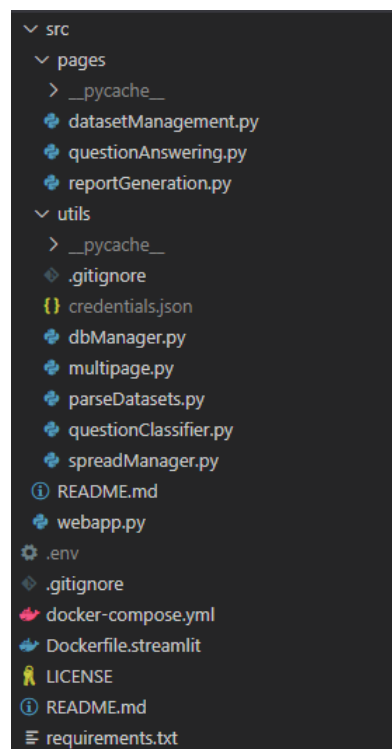 src
pages
__pycache__
datasetManagement.py
questionAnswering.py
reportGeneration.py
utils
__pycache__
.gitignore
credentials.json
dbManager.py
multipage.py
parseDatasets.py
questionClassifier.py
spreadManager.py
README.md
webapp.py
.env
.gitignore
docker-compose.yml
Dockerfile.streamlit
LICENSE
README.md
requirements.txt